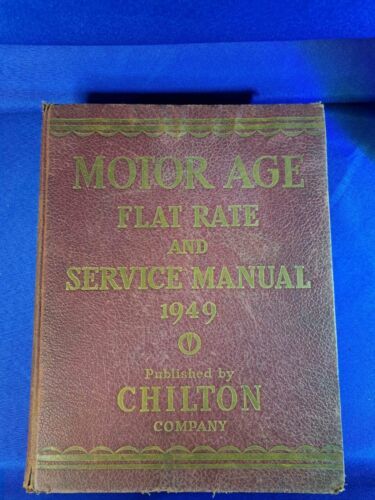 MOTOR AGE
FLAT RATE
AND
SERVICE MANUAL
1949
Published by
CHILTON
COMPANY